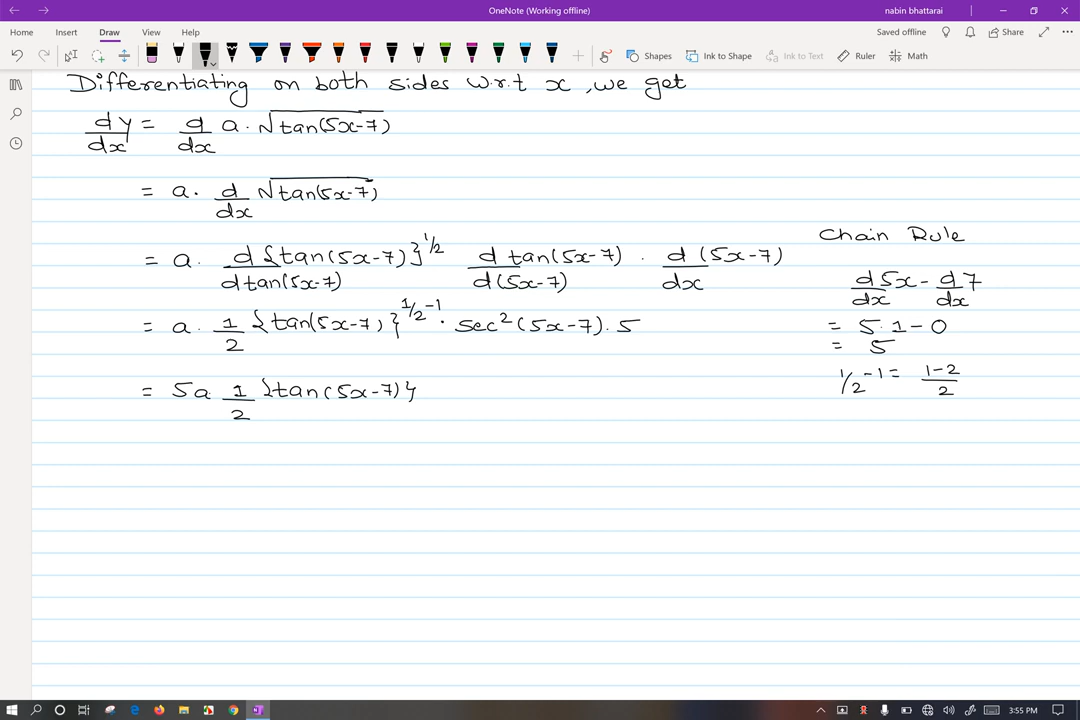 OneNote (Working offline)
nabin bhattarai
Home Insert Draw View Help
Saved offline Share
Shapes Ink to Shape Ink to Text Ruler Math
Differentiating on both sides w.r.t x, we get
dy/dx = d/dx a. √tan(5x-7)
= a. d/dx √tan(5x-7)
Chain Rule
= a. d{tan(5x-7)}^1/2 / dtan(5x-7) d tan(5x-7) / d(5x-7) . d(5x-7) / dx
d5x/dx - d7/dx
= a. 1/2 {tan(5x-7)}^1/2-1 . sec²(5x-7).5
= 5.1-0
= 5
1/2 -1 = 1-2/2
= 5a 1/2 {tan(5x-7)}
3:55 PM